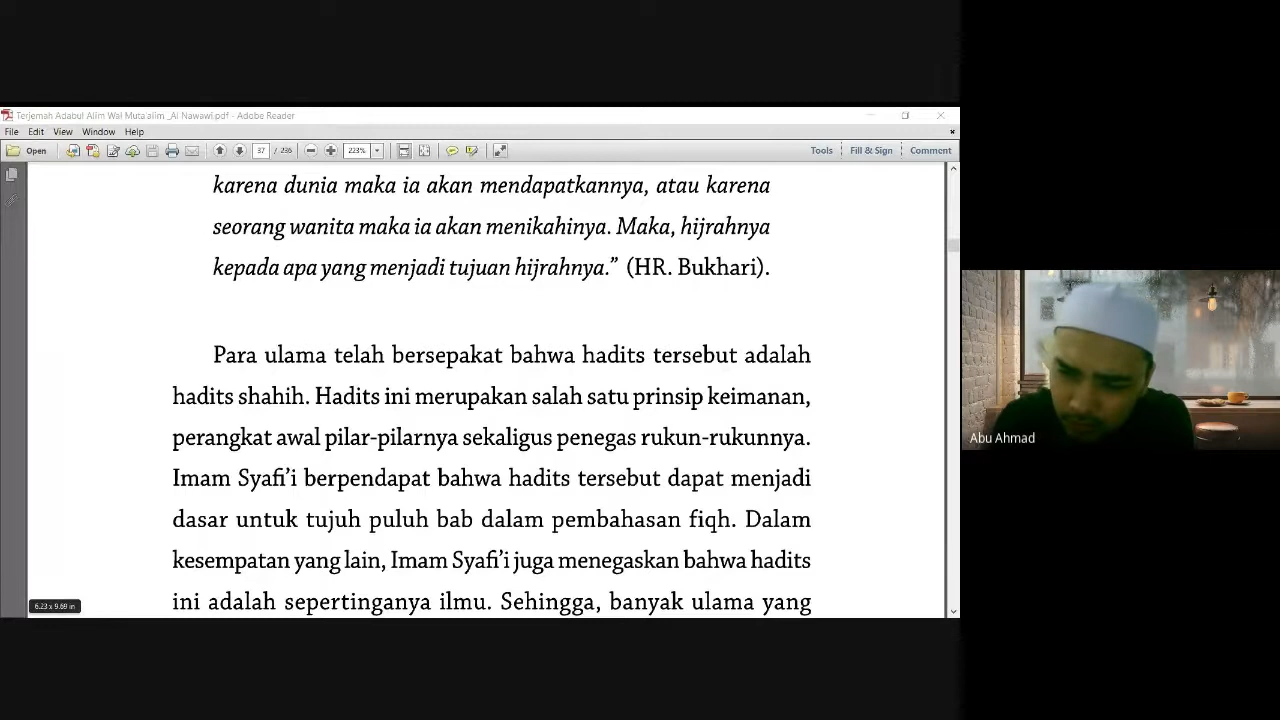 Terjemah Adabul Alim Wal Muta'alim _Al Nawawi.pdf - Adobe Reader
File Edit View Window Help
Open 37 / 236 223% Tools Fill & Sign Comment
karena dunia maka ia akan mendapatkannya, atau karena
seorang wanita maka ia akan menikahinya. Maka, hijrahnya
kepada apa yang menjadi tujuan hijrahnya.” (HR. Bukhari).
Para ulama telah bersepakat bahwa hadits tersebut adalah
hadits shahih. Hadits ini merupakan salah satu prinsip keimanan,
perangkat awal pilar-pilarnya sekaligus penegas rukun-rukunnya.
Imam Syafi’i berpendapat bahwa hadits tersebut dapat menjadi
dasar untuk tujuh puluh bab dalam pembahasan fiqh. Dalam
kesempatan yang lain, Imam Syafi’i juga menegaskan bahwa hadits
ini adalah sepertinganya ilmu. Sehingga, banyak ulama yang
6.23 x 9.69 in
Abu Ahmad